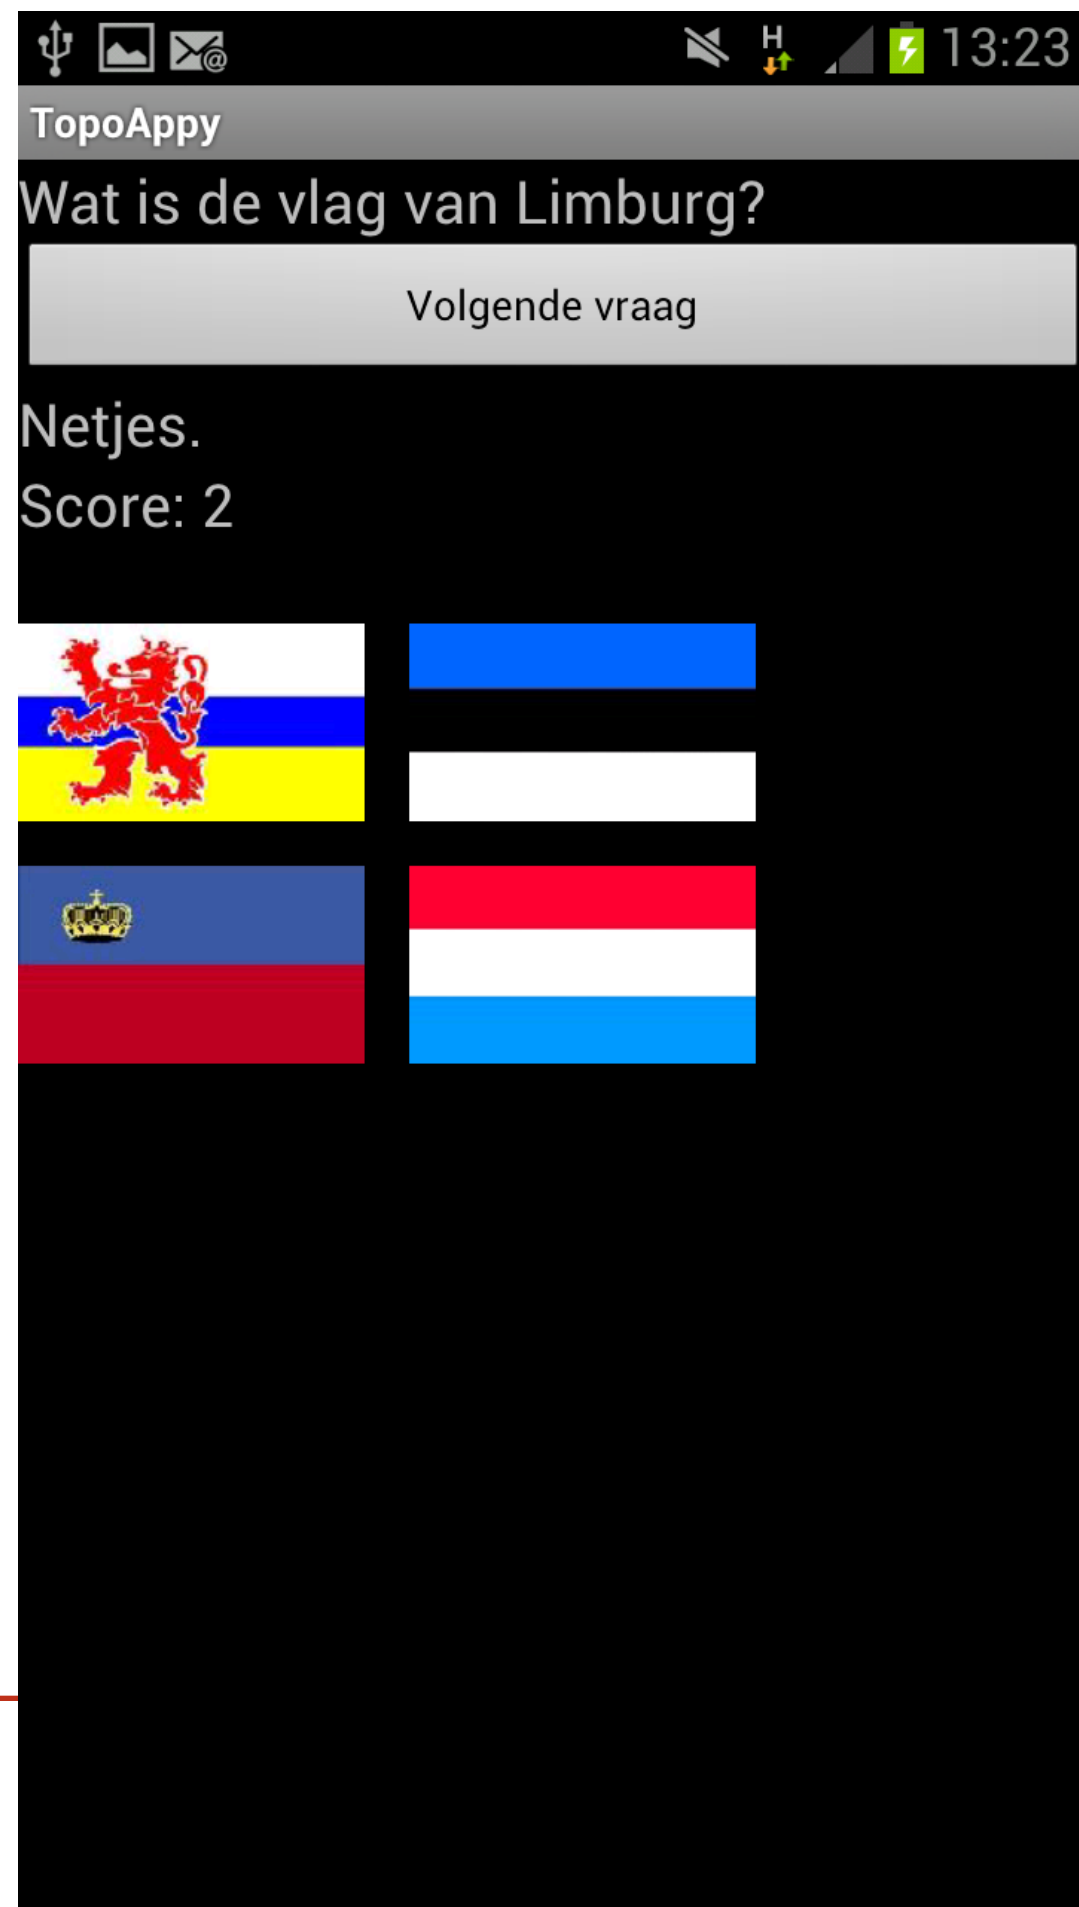 H
13:23
TopoAppy
Wat is de vlag van Limburg?
Volgende vraag
Netjes.
Score: 2